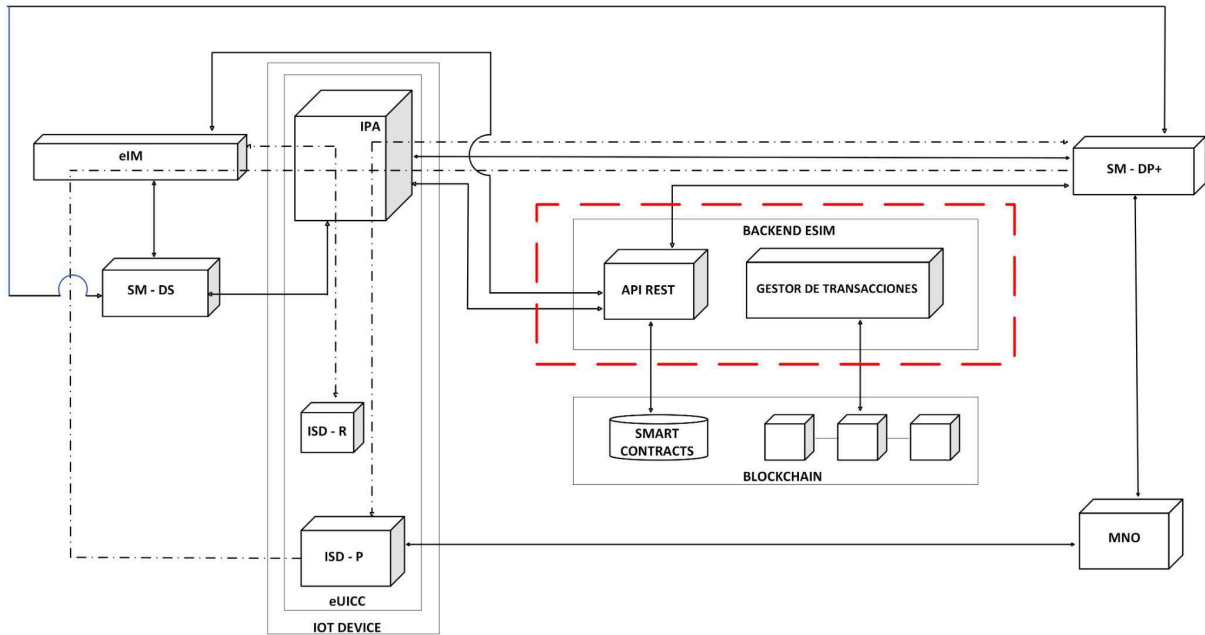 IPA
eIM
SM - DP+
BACKEND ESIM
SM - DS
API REST
GESTOR DE TRANSACCIONES
ISD - R
SMART
CONTRACTS
BLOCKCHAIN
ISD - P
MNO
eUICC
IOT DEVICE